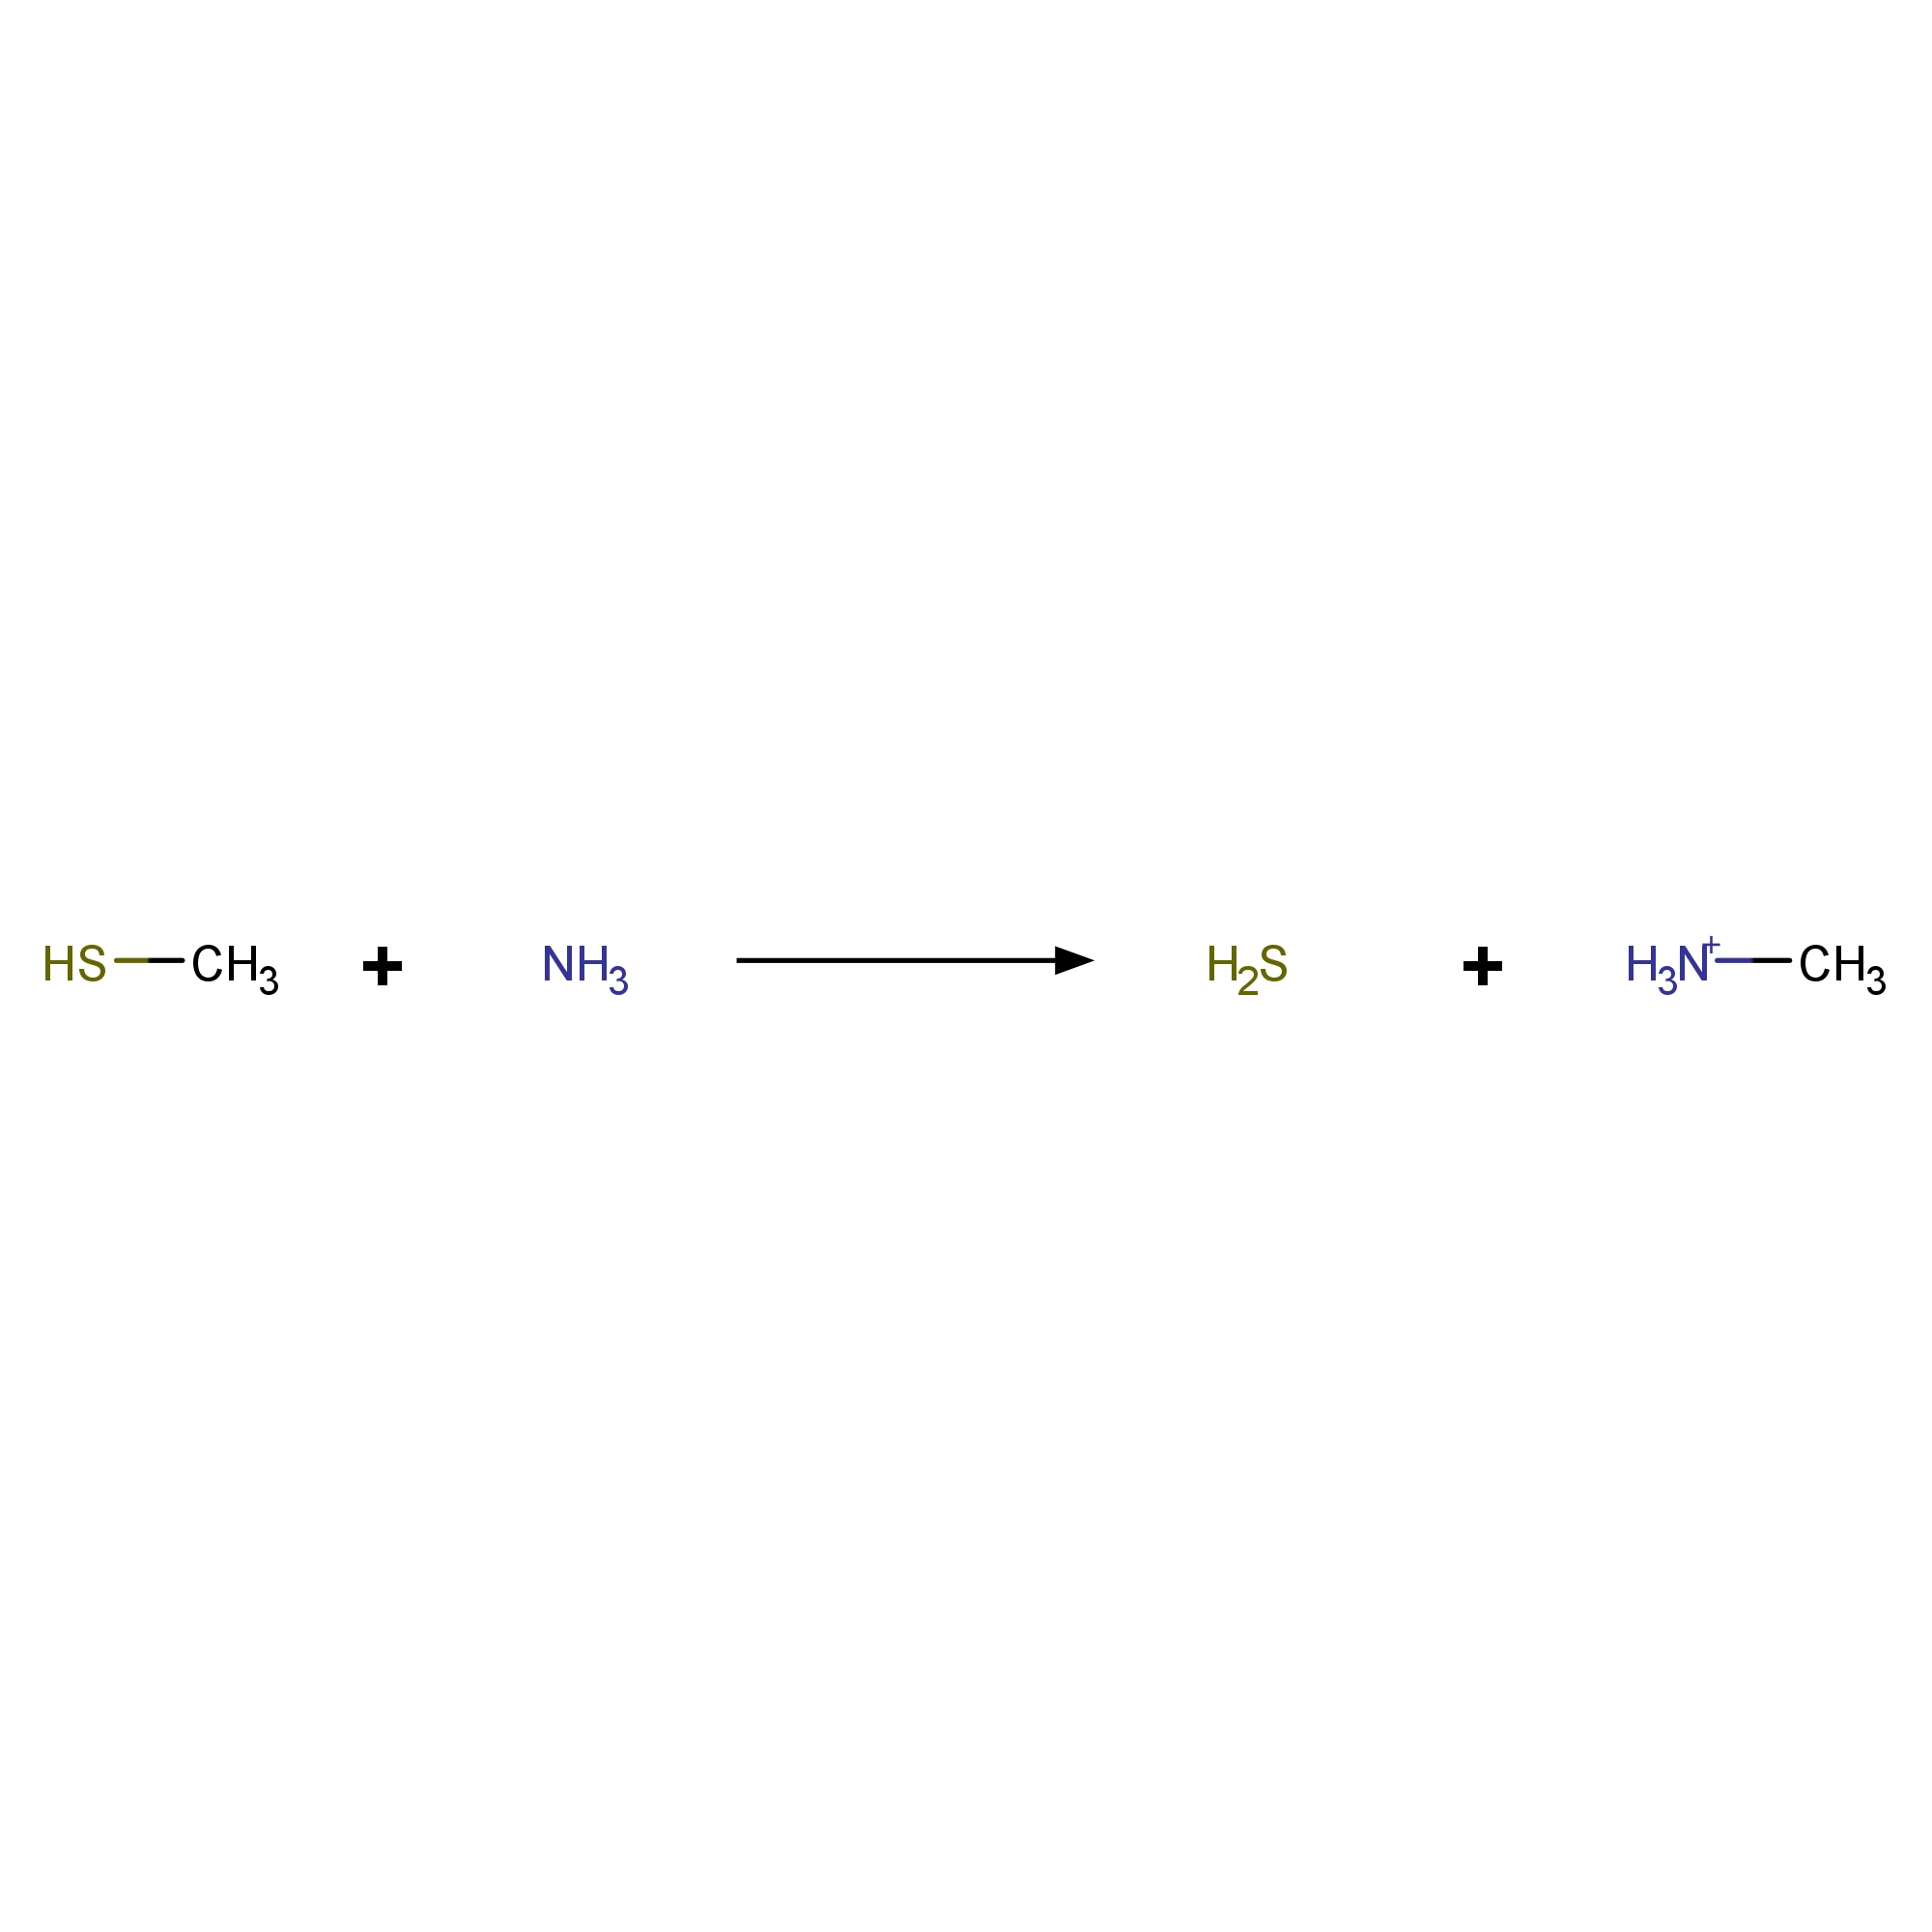 HS CH₃ + NH₃ H₂S + H₃N⁺ CH₃